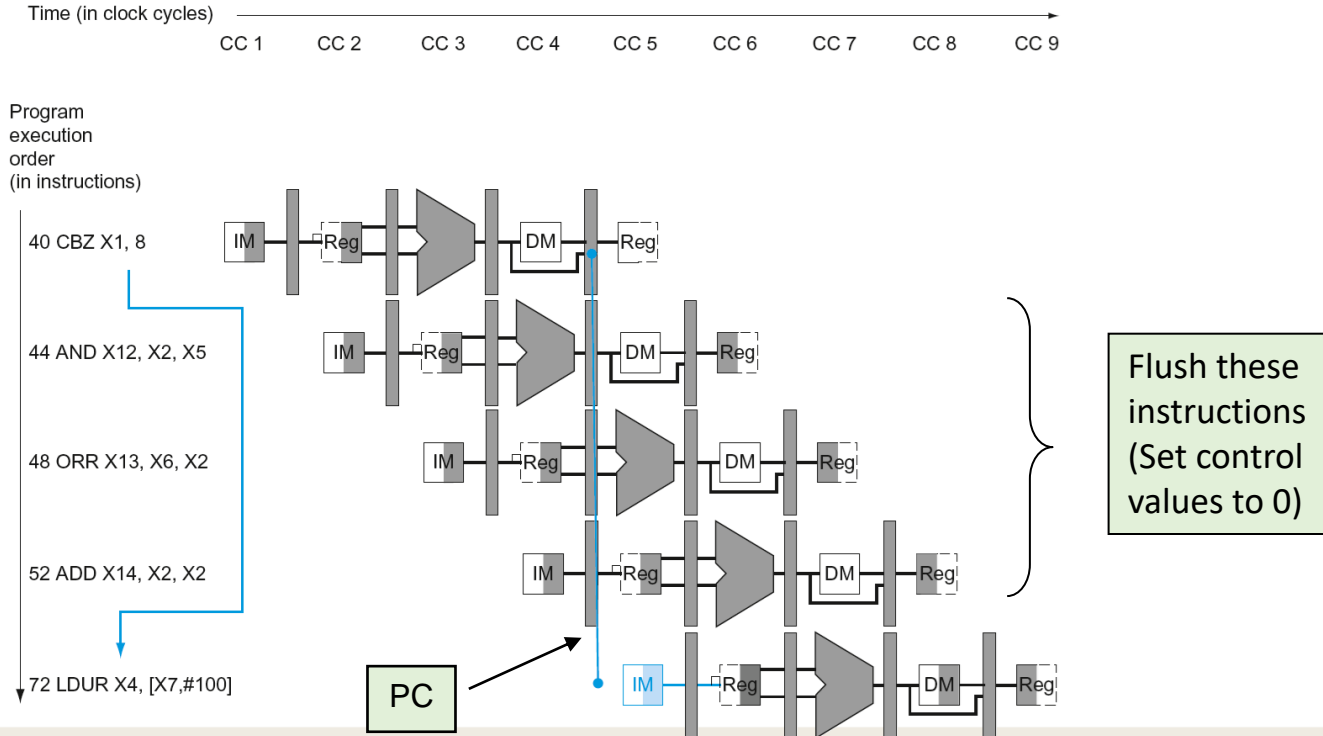 Time (in clock cycles)
CC 1 CC 2 CC 3 CC 4 CC 5 CC 6 CC 7 CC 8 CC 9
Program
execution
order
(in instructions)
40 CBZ X1, 8
IM Reg DM Reg
44 AND X12, X2, X5
IM Reg DM Reg
48 ORR X13, X6, X2
IM Reg DM Reg
52 ADD X14, X2, X2
IM Reg DM Reg
72 LDUR X4, [X7,#100]
IM Reg DM Reg
PC
Flush these
instructions
(Set control
values to 0)